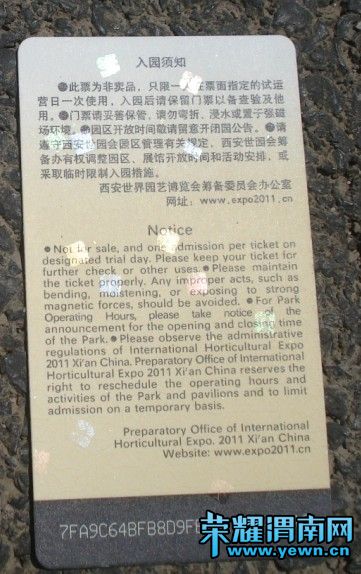 入园须知
●此票为非卖品，只限一人在票面指定的试运
营日一次使用，入园后请保留门票以备查验及他
用。●门票请妥善保管，请勿弯折、浸水或置于强磁
场环境。●园区开放时间敬请留意开闭园公告。●请
遵守西安世园会园区管理有关规定，西安世园会筹
备办有权调整园区、展馆开放时间和活动安排，或
采取临时限制入园措施。
西安世界园艺博览会筹备委员会办公室
网址：www.expo2011.cn
Notice
●Not for sale, and one admission per ticket on
designated trial day. Please keep your ticket for
further check or other uses.●Please maintain
the ticket properly. Any improper acts, such as
bending, moistening, or exposing to strong
magnetic forces, should be avoided. ●For Park
Operating Hours, please take notice of the
announcement for the opening and closing time
of the Park.●Please observe the administrative
regulations of International Horticultural Expo
2011 Xi'an China. Preparatory Office of International
Horticultural Expo 2011 Xi'an China reserves the
right to reschedule the operating hours and
activities of the Park and pavilions and to limit
admission on a temporary basis.
Preparatory Office of International
Horticultural Expo. 2011 Xi'an China
Website: www.expo2011.cn
7FA9C64BFB8D9F
荣耀渭南网
www.yewn.cn